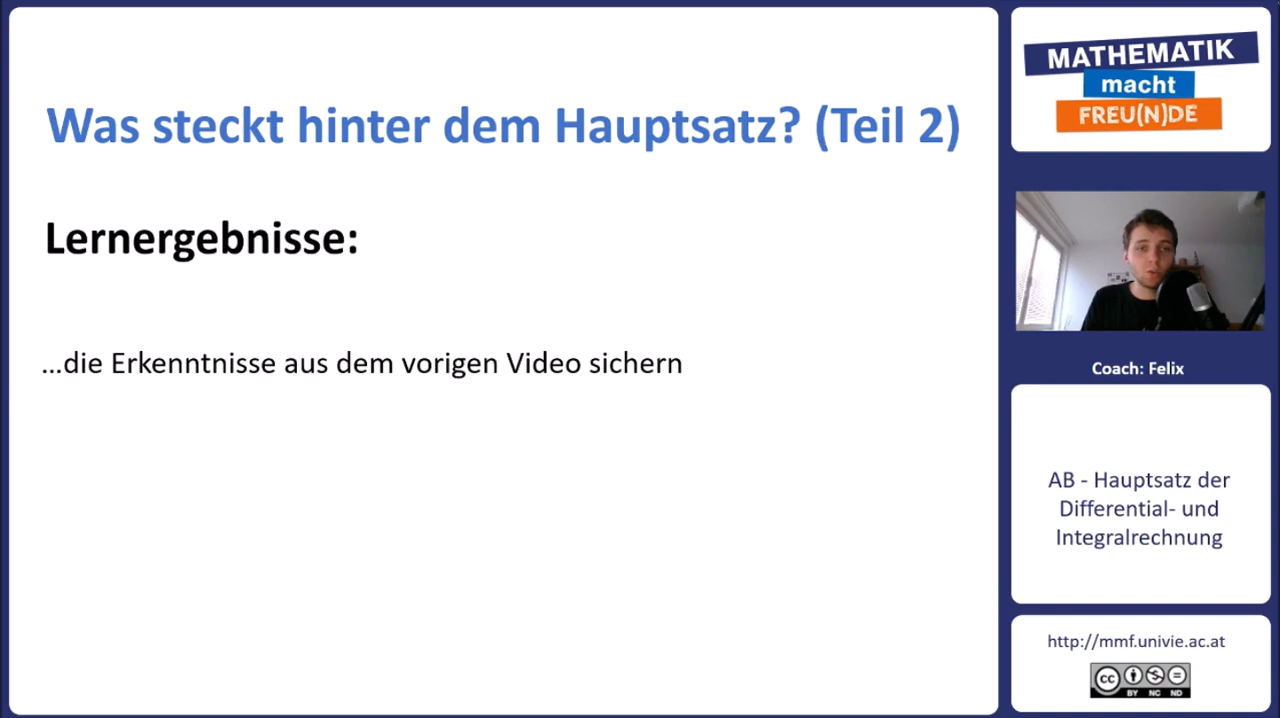 Was steckt hinter dem Hauptsatz? (Teil 2)
Lernergebnisse:
...die Erkenntnisse aus dem vorigen Video sichern
MATHEMATIK
macht
FREU(N)DE
Coach: Felix
AB - Hauptsatz der
Differential- und
Integralrechnung
http://mmf.univie.ac.at
cc
BY NC ND